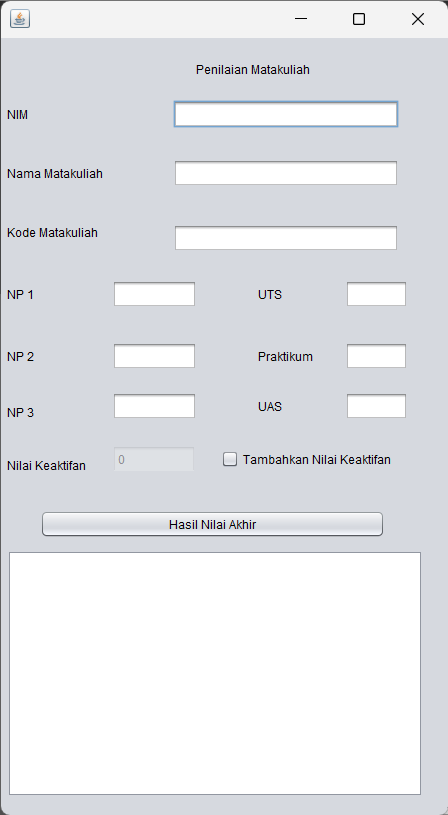 Penilaian Matakuliah
NIM
Nama Matakuliah
Kode Matakuliah
NP 1 UTS
NP 2 Praktikum
NP 3 UAS
Nilai Keaktifan 0 Tambahkan Nilai Keaktifan
Hasil Nilai Akhir